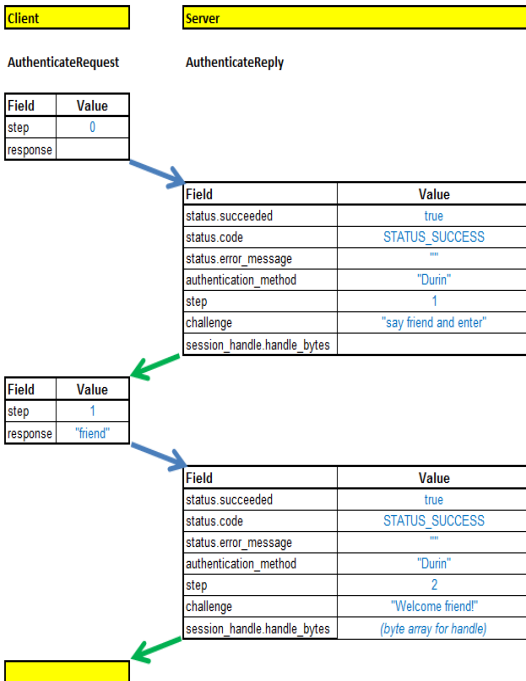 Client Server
AuthenticateRequest AuthenticateReply
Field Value
step 0
response
Field Value
status.succeeded true
status.code STATUS_SUCCESS
status.error_message ""
authentication_method "Durin"
step 1
challenge "say friend and enter"
session_handle.handle_bytes
Field Value
step 1
response "friend"
Field Value
status.succeeded true
status.code STATUS_SUCCESS
status.error_message ""
authentication_method "Durin"
step 2
challenge "Welcome friend!"
session_handle.handle_bytes (byte array for handle)